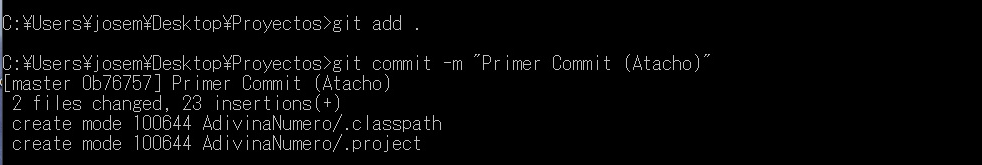 C:¥Users¥josem¥Desktop¥Proyectos>git add .
C:¥Users¥josem¥Desktop¥Proyectos>git commit -m "Primer Commit (Atacho)"
[master 0b76757] Primer Commit (Atacho)
2 files changed, 23 insertions(+)
create mode 100644 AdivinaNumero/.classpath
create mode 100644 AdivinaNumero/.project